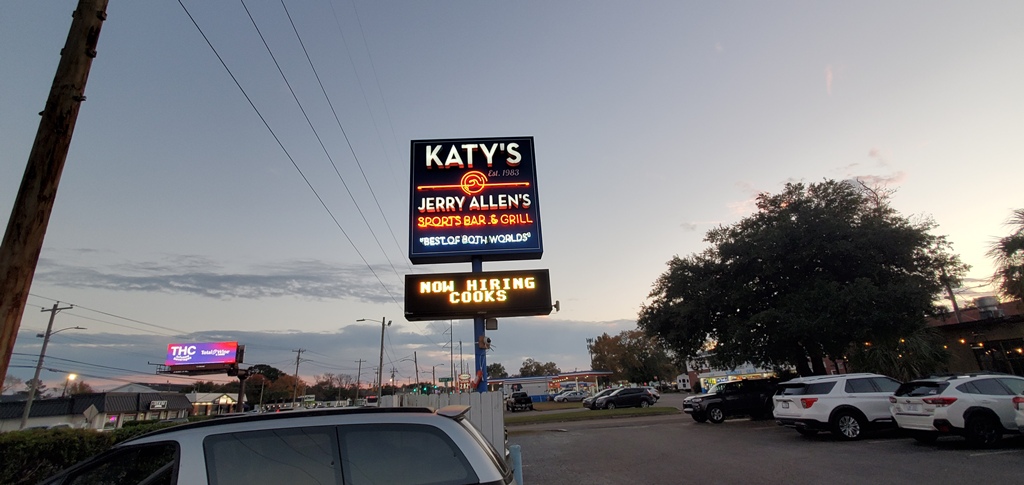 KATY'S
Est. 1983
JERRY ALLEN'S
SPORTS BAR & GRILL
"BEST OF BOTH WORLDS"
NOW HIRING
COOKS
THC